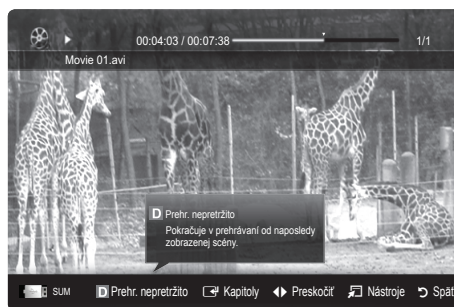 00:04:03 / 00:07:38 1/1
Movie 01.avi
D Prehr. nepretržito
Pokračuje v prehrávaní od naposledy
zobrazenej scény.
SUM D Prehr. nepretržito Kapitoly Preskočiť Nástroje Späť